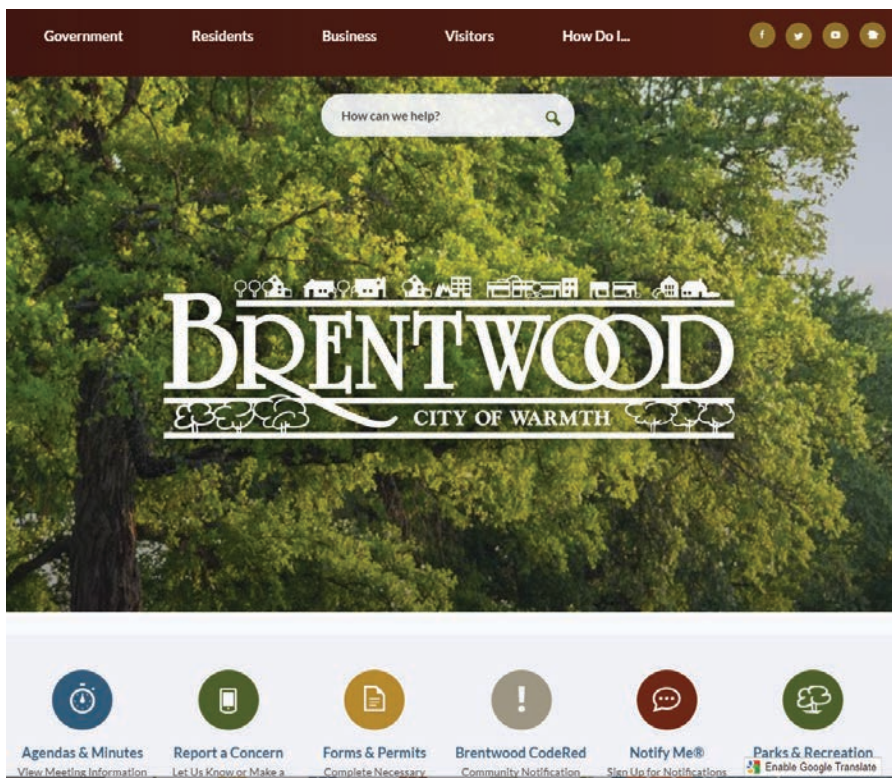 Government Residents Business Visitors How Do I...
How can we help?
BRENTWOOD
CITY OF WARMTH
Agendas & Minutes Report a Concern Forms & Permits Brentwood CodeRed Notify Me® Parks & Recreation
View Meeting Information Let Us Know or Make a Complete Necessary Community Notification Sign Up for Notifications
Enable Google Translate